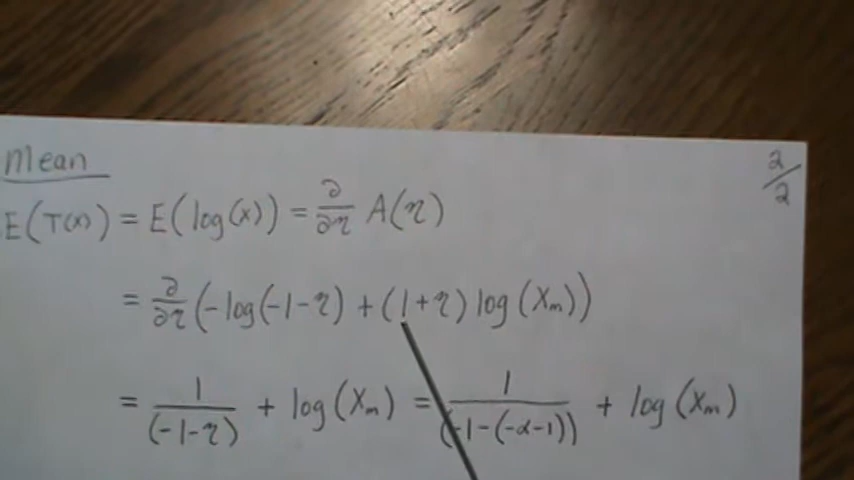 Mean
2/2
E(T(x)) = E(log(x)) = ∂/∂η A(η)
= ∂/∂η (-log(-1-η) + (1+η) log(Xm))
= 1/(-1-η) + log(Xm) = 1/(-1-(-α-1)) + log(Xm)